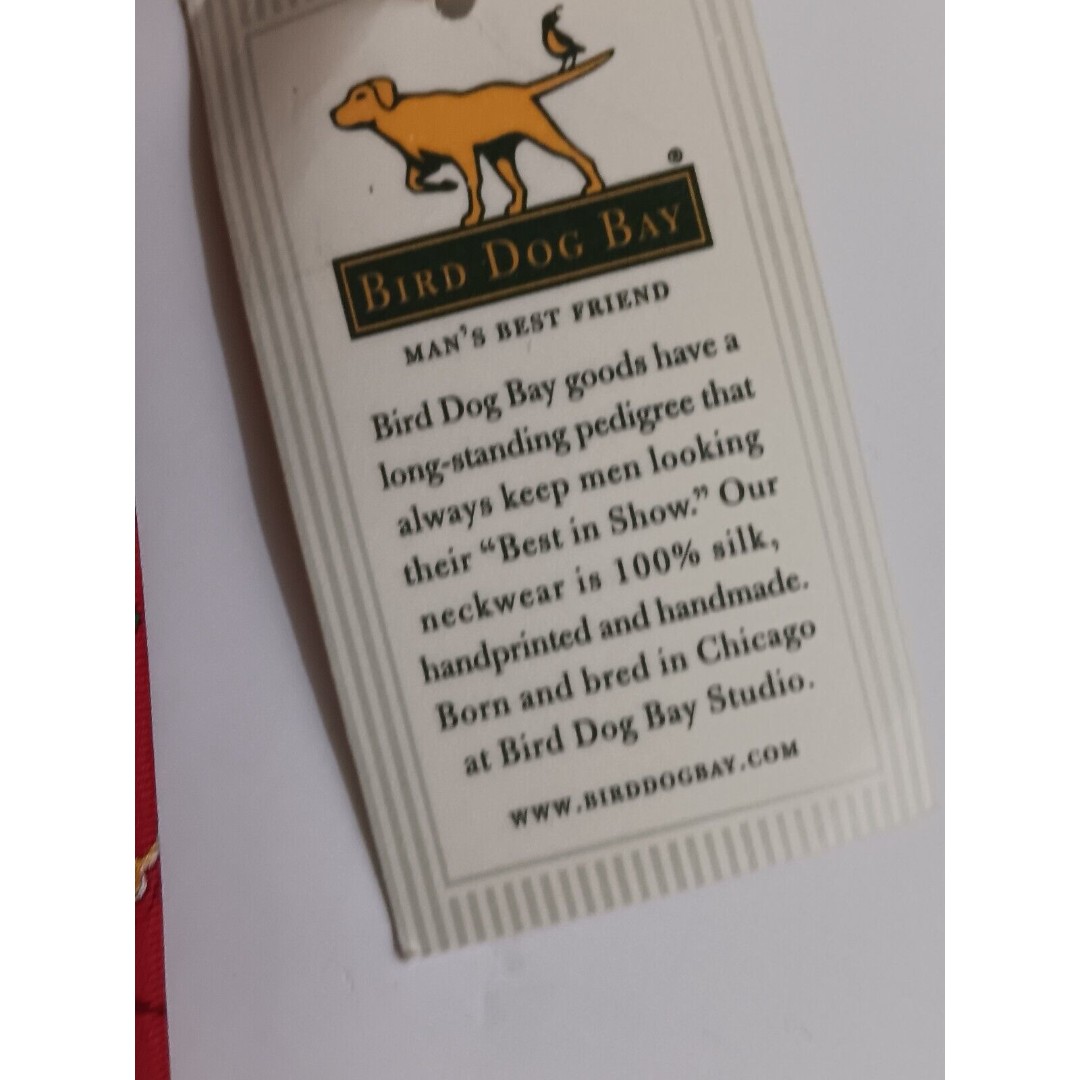 ®
BIRD DOG BAY
MAN'S BEST FRIEND
Bird Dog Bay goods have a
long-standing pedigree that
always keep men looking
their “Best in Show.” Our
neckwear is 100% silk,
handprinted and handmade.
Born and bred in Chicago
at Bird Dog Bay Studio.
WWW.BIRDDOGBAY.COM